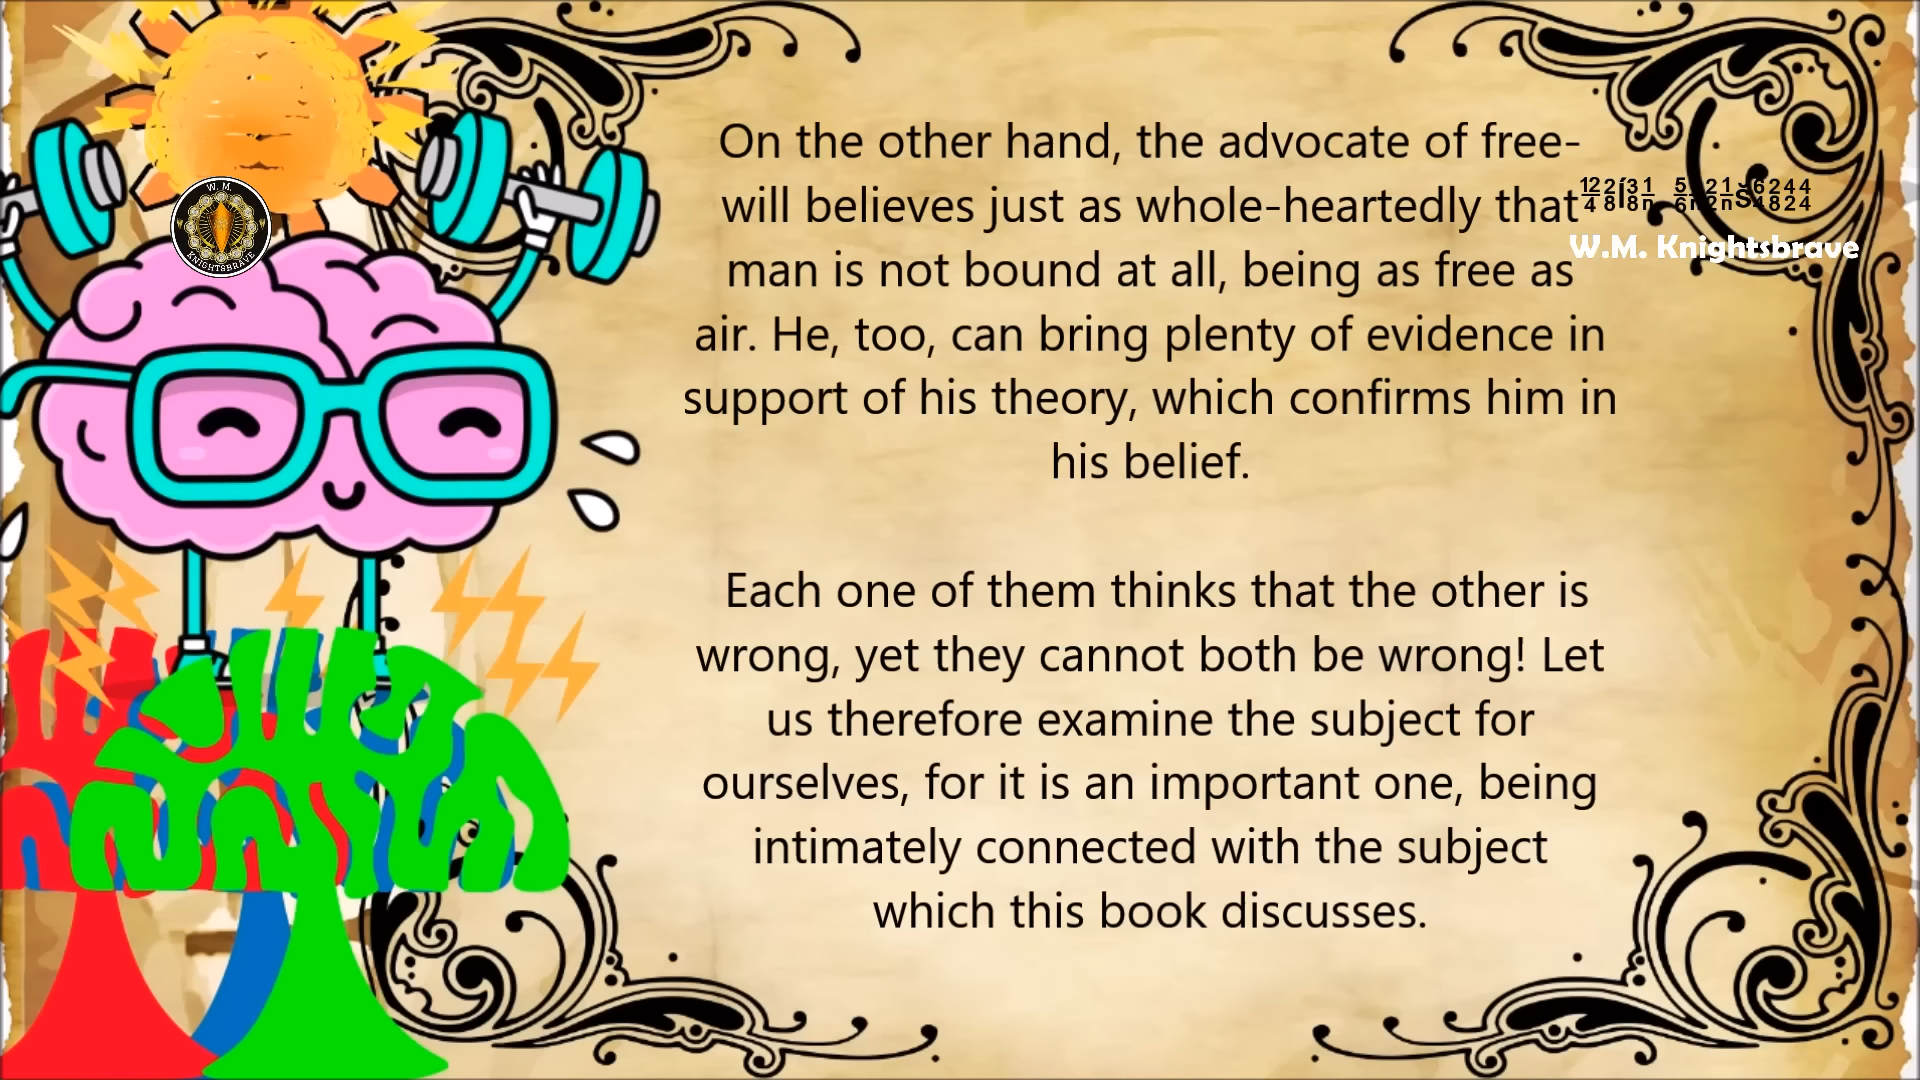 On the other hand, the advocate of free-
will believes just as whole-heartedly that
man is not bound at all, being as free as
air. He, too, can bring plenty of evidence in
support of his theory, which confirms him in
his belief.
Each one of them thinks that the other is
wrong, yet they cannot both be wrong! Let
us therefore examine the subject for
ourselves, for it is an important one, being
intimately connected with the subject
which this book discusses.
W.M. Knightsbrave
W. M.
KNIGHTSBRAVE